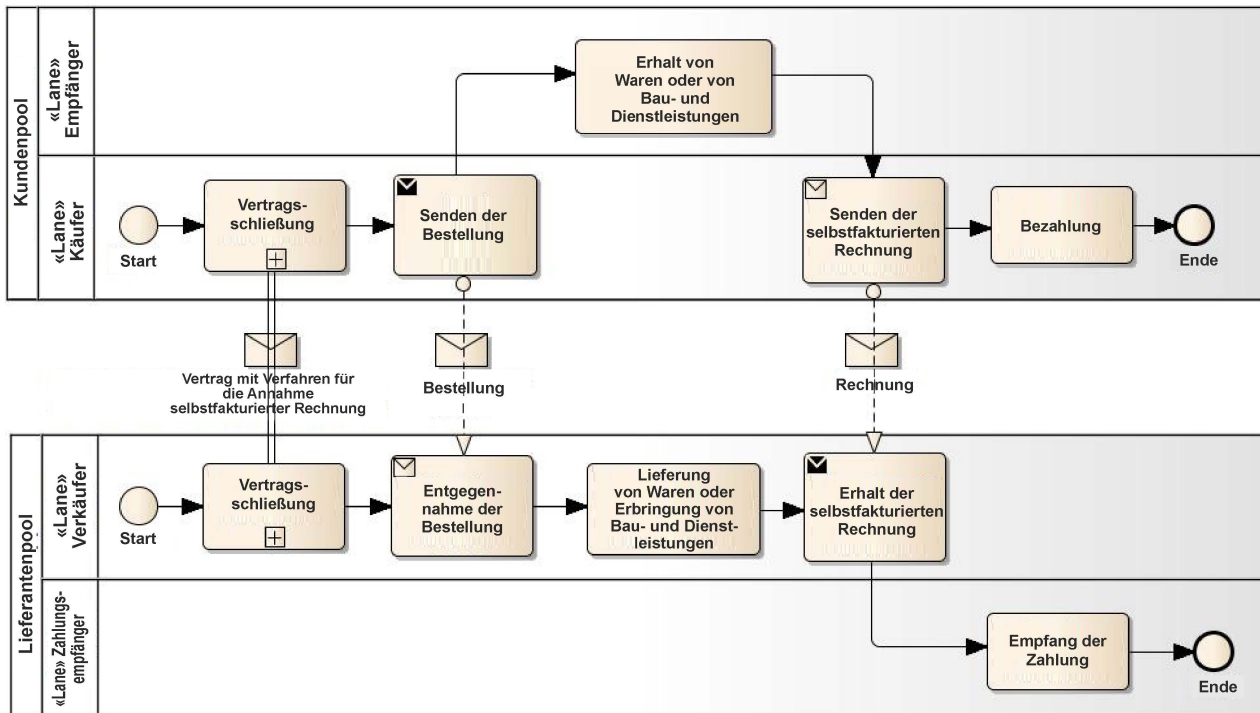 Kundenpool
«Lane»
Empfänger
Erhalt von
Waren oder von
Bau- und
Dienstleistungen
«Lane»
Käufer
Start
Vertrags-
schließung
Senden der
Bestellung
Senden der
selbstfakturierten
Rechnung
Bezahlung
Ende
Vertrag mit Verfahren für
die Annahme
selbstfakturierter Rechnung
Bestellung
Rechnung
Lieferantenpool
«Lane»
Verkäufer
Start
Vertrags-
schließung
Entgegen-
nahme der
Bestellung
Lieferung
von Waren oder
Erbringung von
Bau- und Dienst-
leistungen
Erhalt der
selbstfakturierten
Rechnung
«Lane» Zahlungs-
empfänger
Empfang der
Zahlung
Ende